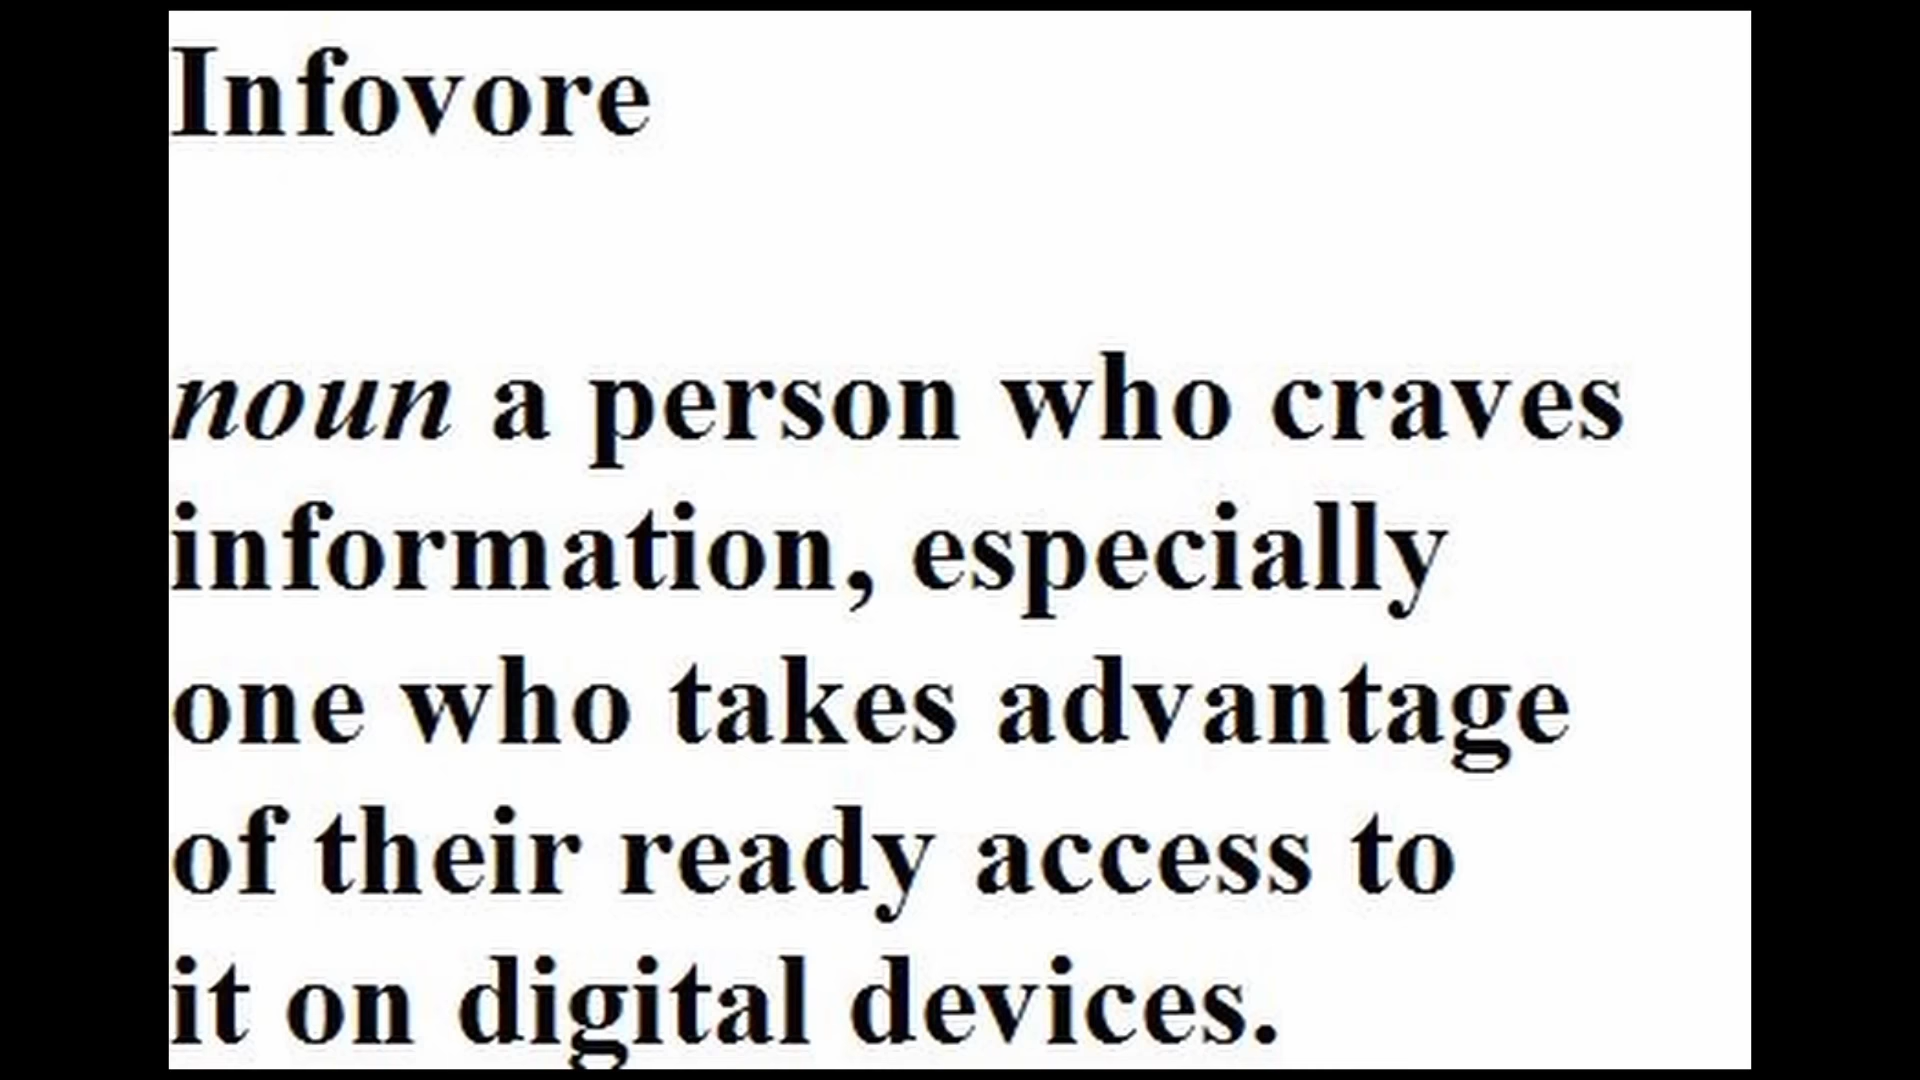 Infovore
noun a person who craves
information, especially
one who takes advantage
of their ready access to
it on digital devices.